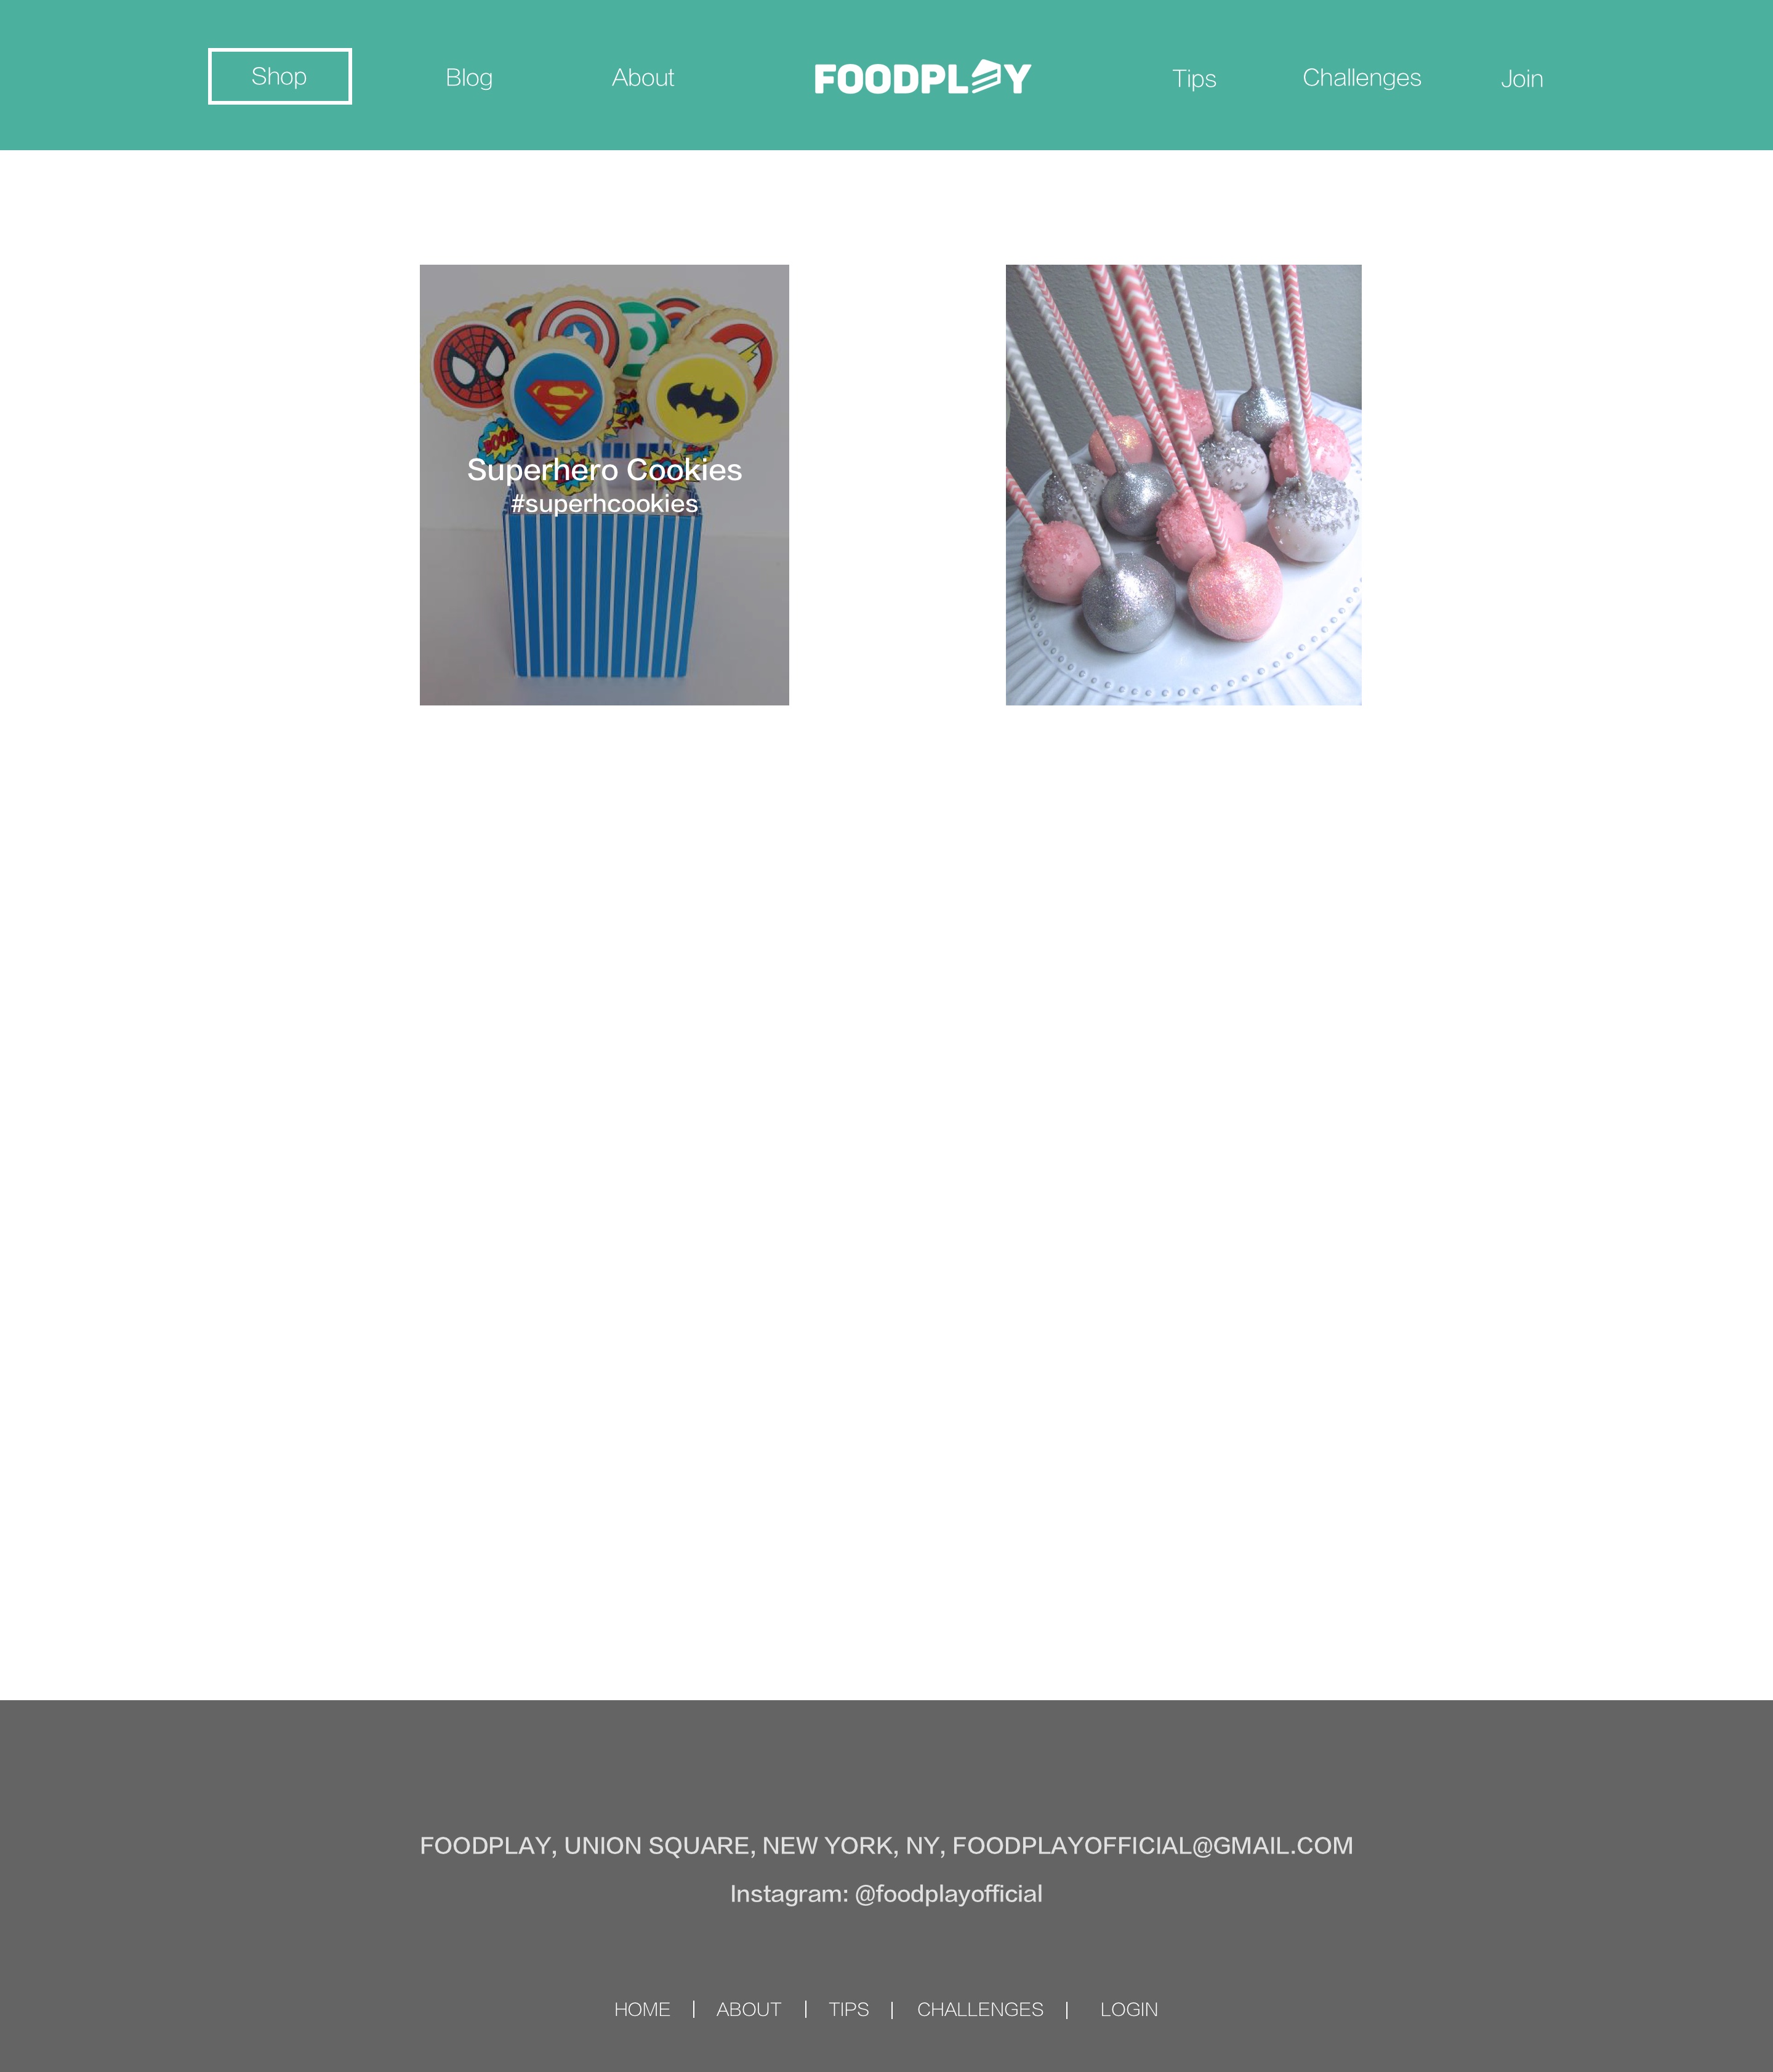 Shop Blog About FOODPLAY Tips Challenges Join
BOOM
Superhero Cookies
#superhcookies
FOODPLAY, UNION SQUARE, NEW YORK, NY, FOODPLAYOFFICIAL@GMAIL.COM
Instagram: @foodplayofficial
HOME | ABOUT | TIPS | CHALLENGES | LOGIN